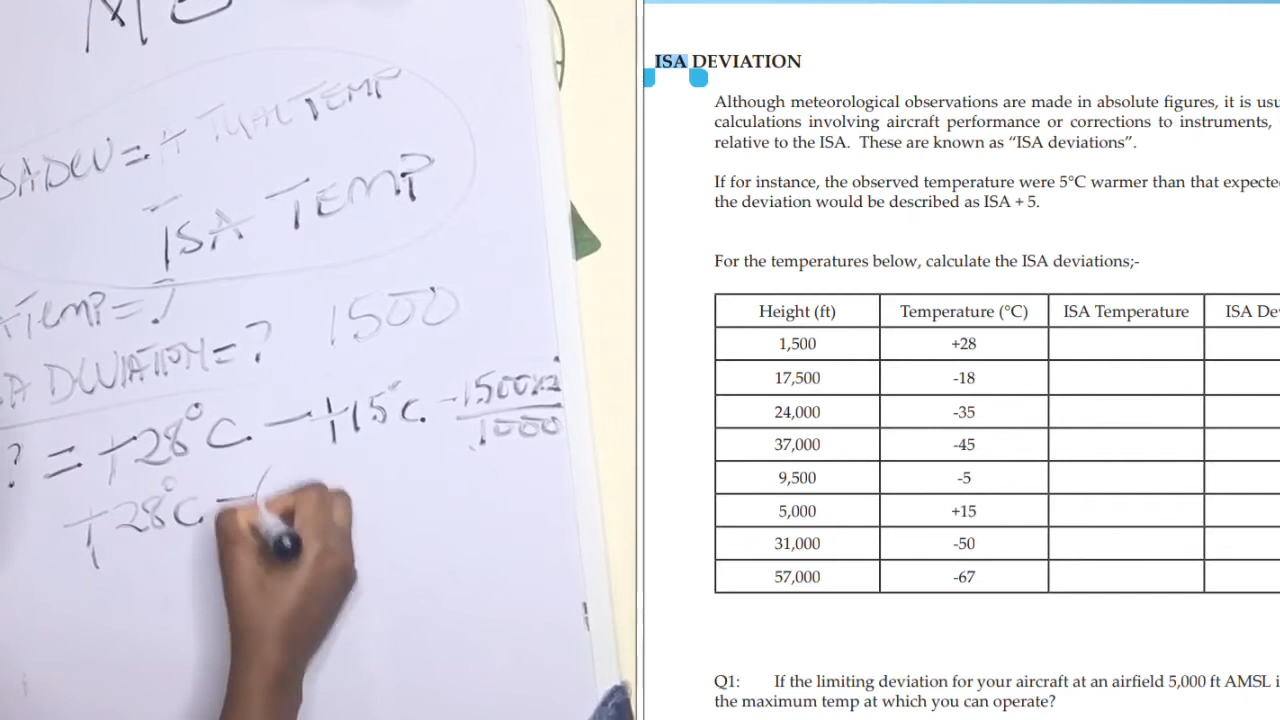 SADEV = ACTUAL TEMP
-
ISA TEMP
TEMP = ?
A DEVIATION = ? 1500
? = +28°C - +15°C - 1500x2
1000
+28°C - (
ISA DEVIATION
Although meteorological observations are made in absolute figures, it is usu
calculations involving aircraft performance or corrections to instruments,
relative to the ISA. These are known as “ISA deviations”.
If for instance, the observed temperature were 5°C warmer than that expected
the deviation would be described as ISA + 5.
For the temperatures below, calculate the ISA deviations;-
Height (ft) Temperature (°C) ISA Temperature ISA De
1,500 +28
17,500 -18
24,000 -35
37,000 -45
9,500 -5
5,000 +15
31,000 -50
57,000 -67
Q1: If the limiting deviation for your aircraft at an airfield 5,000 ft AMSL i
the maximum temp at which you can operate?